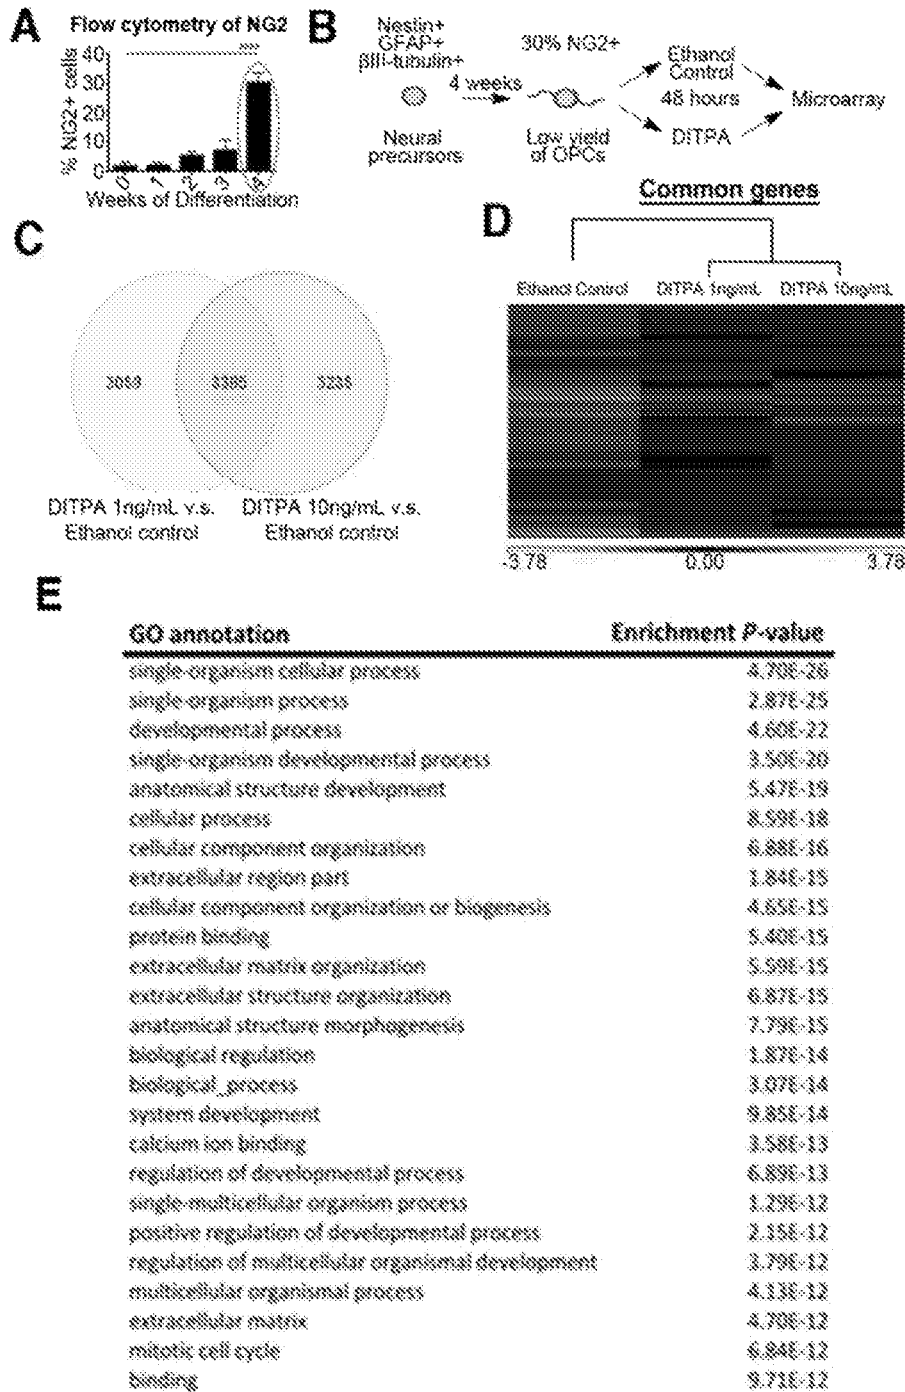 A
Flow cytometry of NG2
% NG2+ cells
40
30
20
10
0
0 1 2 3 4
Weeks of Differentiation
B
Nestin+
GFAP+
βIII-tubulin+
4 weeks
Neural
precursors
30% NG2+
Low yield
of OPCs
Ethanol
Control
48 hours
DITPA
Microarray
C
DITPA 1ng/mL v.s.
Ethanol control
DITPA 10ng/mL v.s.
Ethanol control
D
Common genes
Ethanol Control DITPA 1ng/mL DITPA 10ng/mL
-3.78 0.00 3.78
E
GO annotation Enrichment P-value
single-organism cellular process 4.70E-26
single-organism process 2.87E-25
developmental process 4.60E-22
single-organism developmental process 3.50E-20
anatomical structure development 5.47E-19
cellular process 8.59E-18
cellular component organization 6.88E-16
extracellular region part 1.84E-15
cellular component organization or biogenesis 4.65E-15
protein binding 5.40E-15
extracellular matrix organization 5.59E-15
extracellular structure organization 6.87E-15
anatomical structure morphogenesis 7.79E-15
biological regulation 1.87E-14
biological_process 3.07E-14
system development 9.85E-14
calcium ion binding 3.58E-13
regulation of developmental process 6.89E-13
single-multicellular organism process 1.29E-12
positive regulation of developmental process 2.15E-12
regulation of multicellular organismal development 3.79E-12
multicellular organismal process 4.13E-12
extracellular matrix 4.70E-12
mitotic cell cycle 6.84E-12
binding 9.71E-12